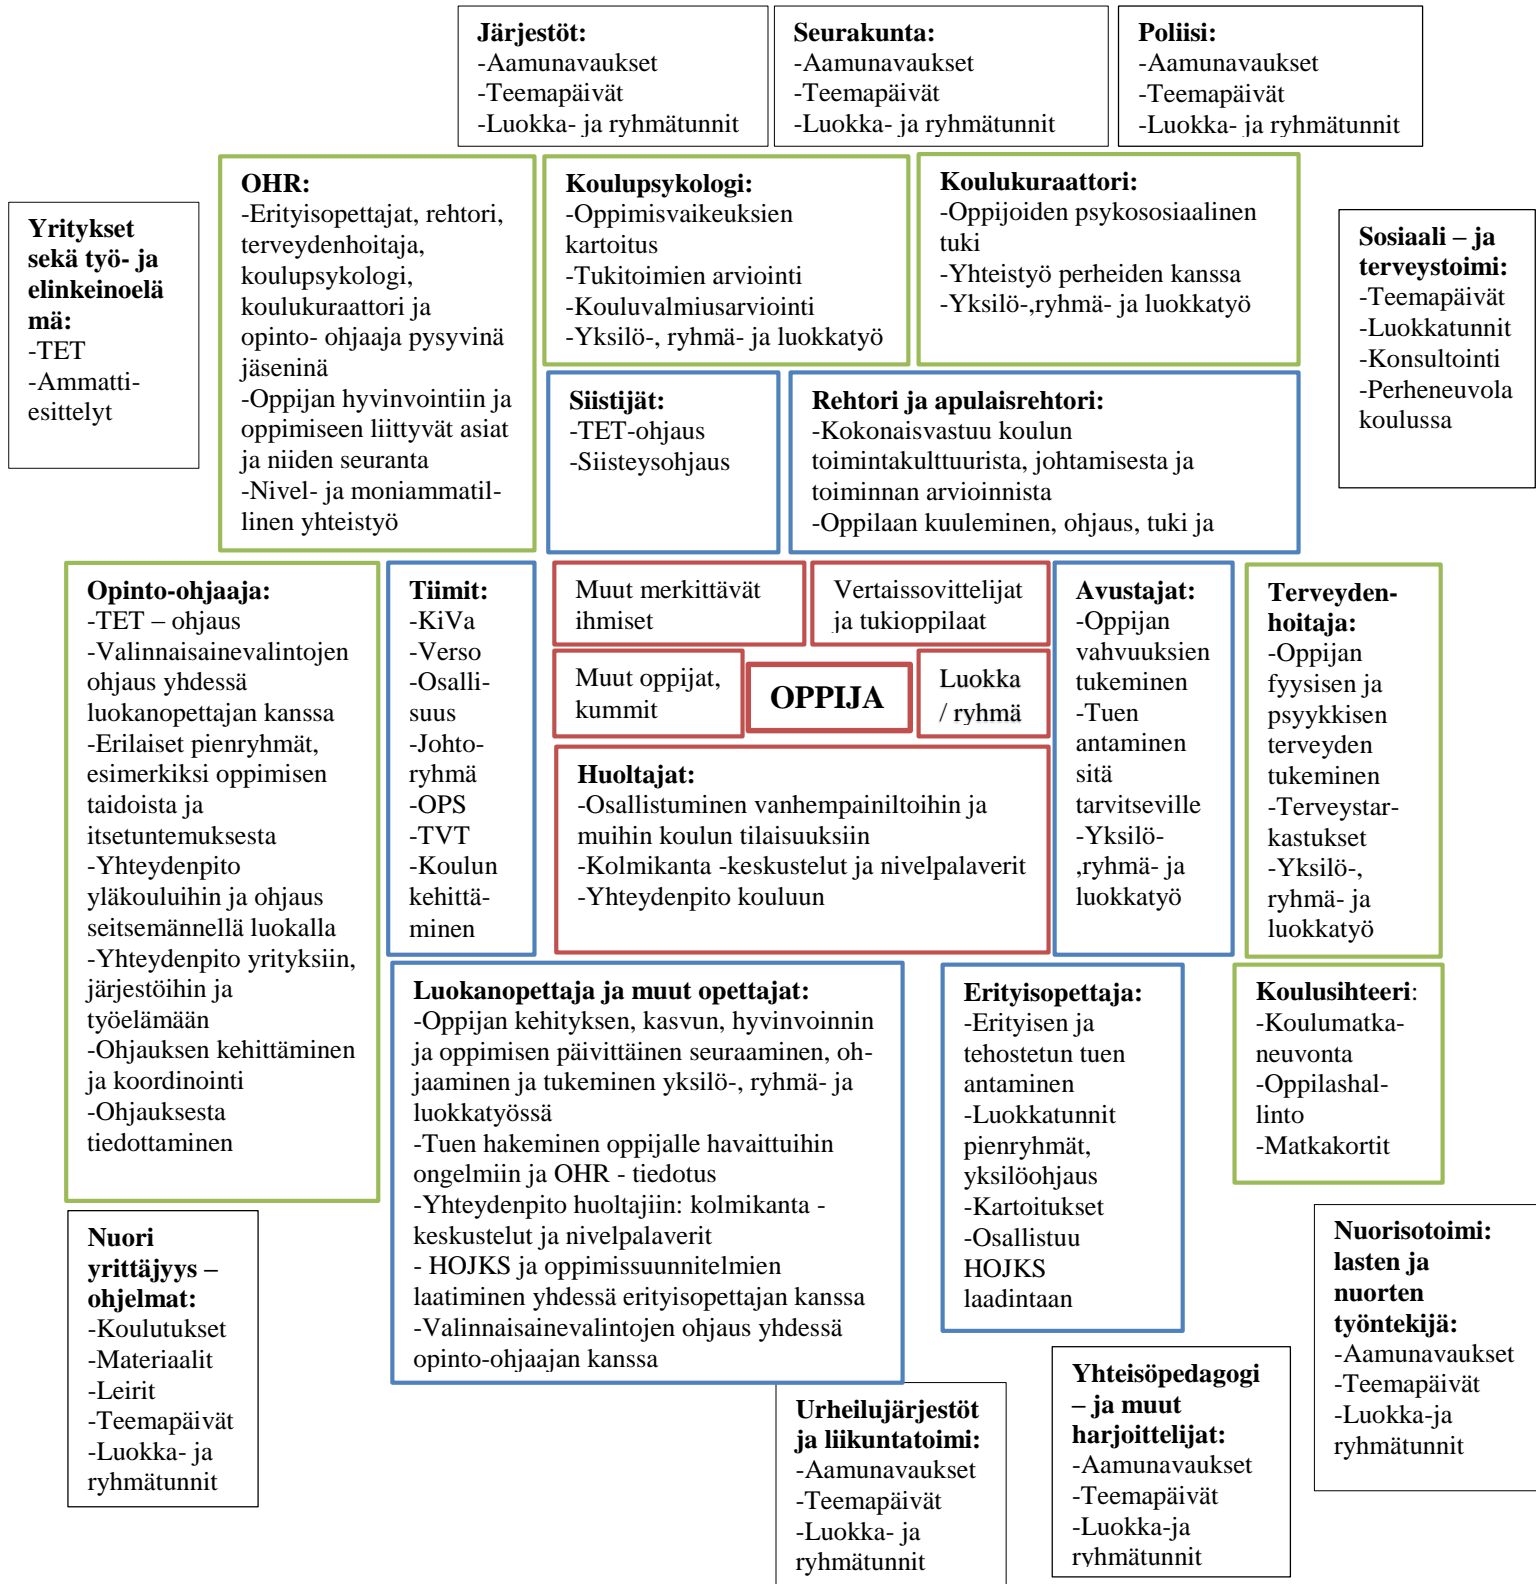 Järjestöt:
-Aamunavaukset
-Teemapäivät
-Luokka- ja ryhmätunnit
Seurakunta:
-Aamunavaukset
-Teemapäivät
-Luokka- ja ryhmätunnit
Poliisi:
-Aamunavaukset
-Teemapäivät
-Luokka- ja ryhmätunnit
Yritykset
sekä työ- ja
elinkeinoelä
mä:
-TET
-Ammatti-
esittelyt
OHR:
-Erityisopettajat, rehtori,
terveydenhoitaja,
koulupsykologi,
koulukuraattori ja
opinto- ohjaaja pysyvinä
jäseninä
-Oppijan hyvinvointiin ja
oppimiseen liittyvät asiat
ja niiden seuranta
-Nivel- ja moniammatil-
linen yhteistyö
Koulupsykologi:
-Oppimisvaikeuksien
kartoitus
-Tukitoimien arviointi
-Kouluvalmiusarviointi
-Yksilö-, ryhmä- ja luokkatyö
Koulukuraattori:
-Oppijoiden psykososiaalinen
tuki
-Yhteistyö perheiden kanssa
-Yksilö-,ryhmä- ja luokkatyö
Sosiaali – ja
terveystoimi:
-Teemapäivät
-Luokkatunnit
-Konsultointi
-Perheneuvola
koulussa
Siistijät:
-TET-ohjaus
-Siisteysohjaus
Rehtori ja apulaisrehtori:
-Kokonaisvastuu koulun
toimintakulttuurista, johtamisesta ja
toiminnan arvioinnista
-Oppilaan kuuleminen, ohjaus, tuki ja
Opinto-ohjaaja:
-TET – ohjaus
-Valinnaisainevalintojen
ohjaus yhdessä
luokanopettajan kanssa
-Erilaiset pienryhmät,
esimerkiksi oppimisen
taidoista ja
itsetuntemuksesta
-Yhteydenpito
yläkouluihin ja ohjaus
seitsemännellä luokalla
-Yhteydenpito yrityksiin,
järjestöihin ja
työelämään
-Ohjauksen kehittäminen
ja koordinointi
-Ohjauksesta
tiedottaminen
Tiimit:
-KiVa
-Verso
-Osalli-
suus
-Johto-
ryhmä
-OPS
-TVT
-Koulun
kehittä-
minen
Muut merkittävät
ihmiset
Vertaissovittelijat
ja tukioppilaat
Muut oppijat,
kummit
OPPIJA
Luokka
/ ryhmä
Huoltajat:
-Osallistuminen vanhempainiltoihin ja
muihin koulun tilaisuuksiin
-Kolmikanta -keskustelut ja nivelpalaverit
-Yhteydenpito kouluun
Avustajat:
-Oppijan
vahvuuksien
tukeminen
-Tuen
antaminen
sitä
tarvitseville
-Yksilö-
,ryhmä- ja
luokkatyö
Terveyden-
hoitaja:
-Oppijan
fyysisen ja
psyykkisen
terveyden
tukeminen
-Terveystar-
kastukset
-Yksilö-,
ryhmä- ja
luokkatyö
Luokanopettaja ja muut opettajat:
-Oppijan kehityksen, kasvun, hyvinvoinnin
ja oppimisen päivittäinen seuraaminen, oh-
jaaminen ja tukeminen yksilö-, ryhmä- ja
luokkatyössä
-Tuen hakeminen oppijalle havaittuihin
ongelmiin ja OHR - tiedotus
-Yhteydenpito huoltajiin: kolmikanta -
keskustelut ja nivelpalaverit
- HOJKS ja oppimissuunnitelmien
laatiminen yhdessä erityisopettajan kanssa
-Valinnaisainevalintojen ohjaus yhdessä
opinto-ohjaajan kanssa
Erityisopettaja:
-Erityisen ja
tehostetun tuen
antaminen
-Luokkatunnit
pienryhmät,
yksilöohjaus
-Kartoitukset
-Osallistuu
HOJKS
laadintaan
Koulusihteeri:
-Koulumatka-
neuvonta
-Oppilashal-
linto
-Matkakortit
Nuori
yrittäjyys –
ohjelmat:
-Koulutukset
-Materiaalit
-Leirit
-Teemapäivät
-Luokka- ja
ryhmätunnit
Urheilujärjestöt
ja liikuntatoimi:
-Aamunavaukset
-Teemapäivät
-Luokka- ja
ryhmätunnit
Yhteisöpedagogi
– ja muut
harjoittelijat:
-Aamunavaukset
-Teemapäivät
-Luokka-ja
ryhmätunnit
Nuorisotoimi:
lasten ja
nuorten
työntekijä:
-Aamunavaukset
-Teemapäivät
-Luokka-ja
ryhmätunnit